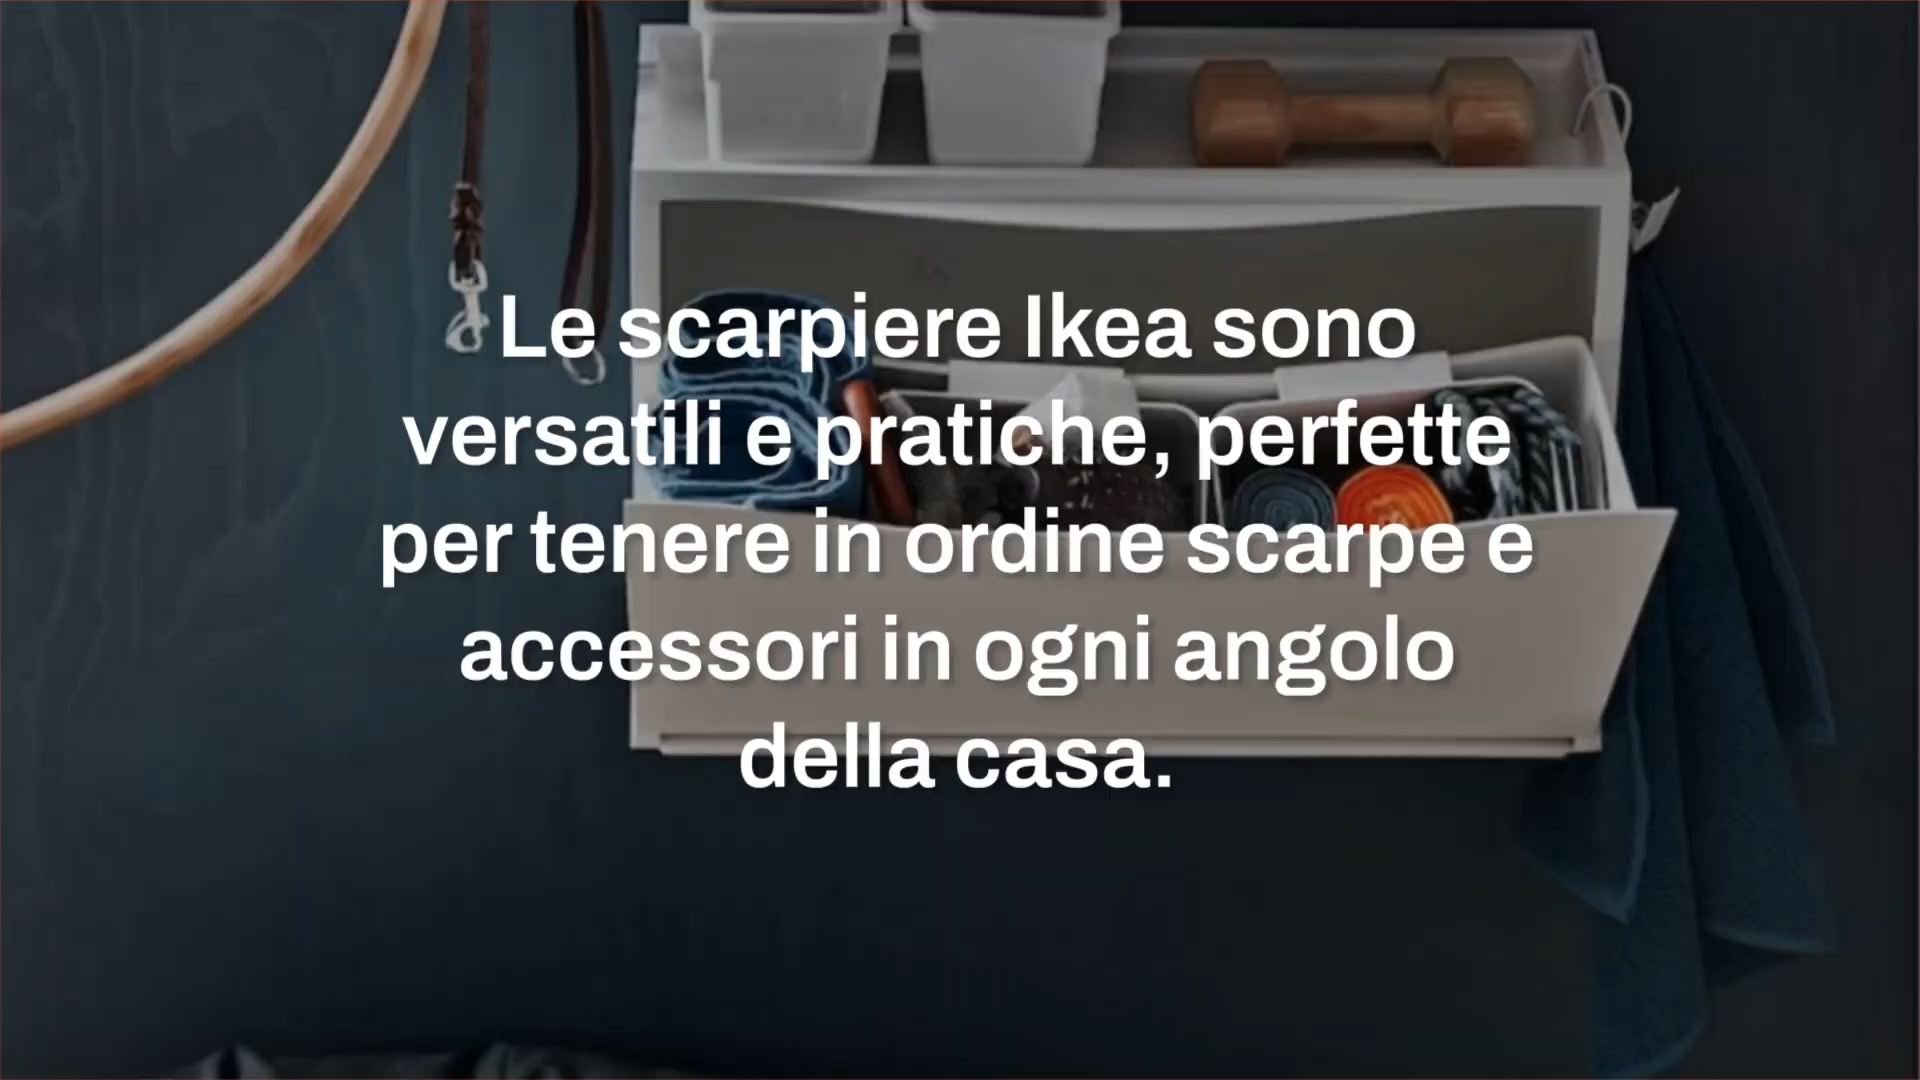 Le scarpiere Ikea sono
versatili e pratiche, perfette
per tenere in ordine scarpe e
accessori in ogni angolo
della casa.